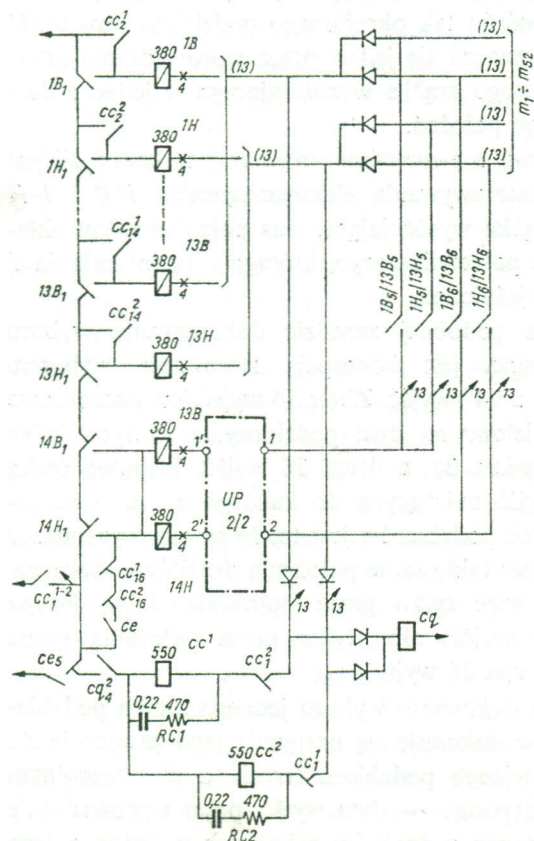 cc₂¹
1B
380
(13)
4
(13)
(13)
(13)
(13)
m₁÷m₅₂
1B₁
cc₂²
1H
380
4
(13)
1H₁
cc₁₄¹
13B
380
4
13B₁
cc₁₄²
13H
380
4
13H₁
1B₅/13B₅
1H₅/13H₅
1B₆/13B₆
1H₆/13H₆
13
13
13
13
13B
14B₁
380
4
1'
1
UP
2/2
14H₁
380
4
2'
2
14H
13
13
cc₁¹⁻²
cc₁₆¹
cc₁₆²
ce
ce₅
cq₄²
550
cc¹
cc₁²
cq
0,22
470
RC1
550
cc²
cc₁¹
0,22
470
RC2